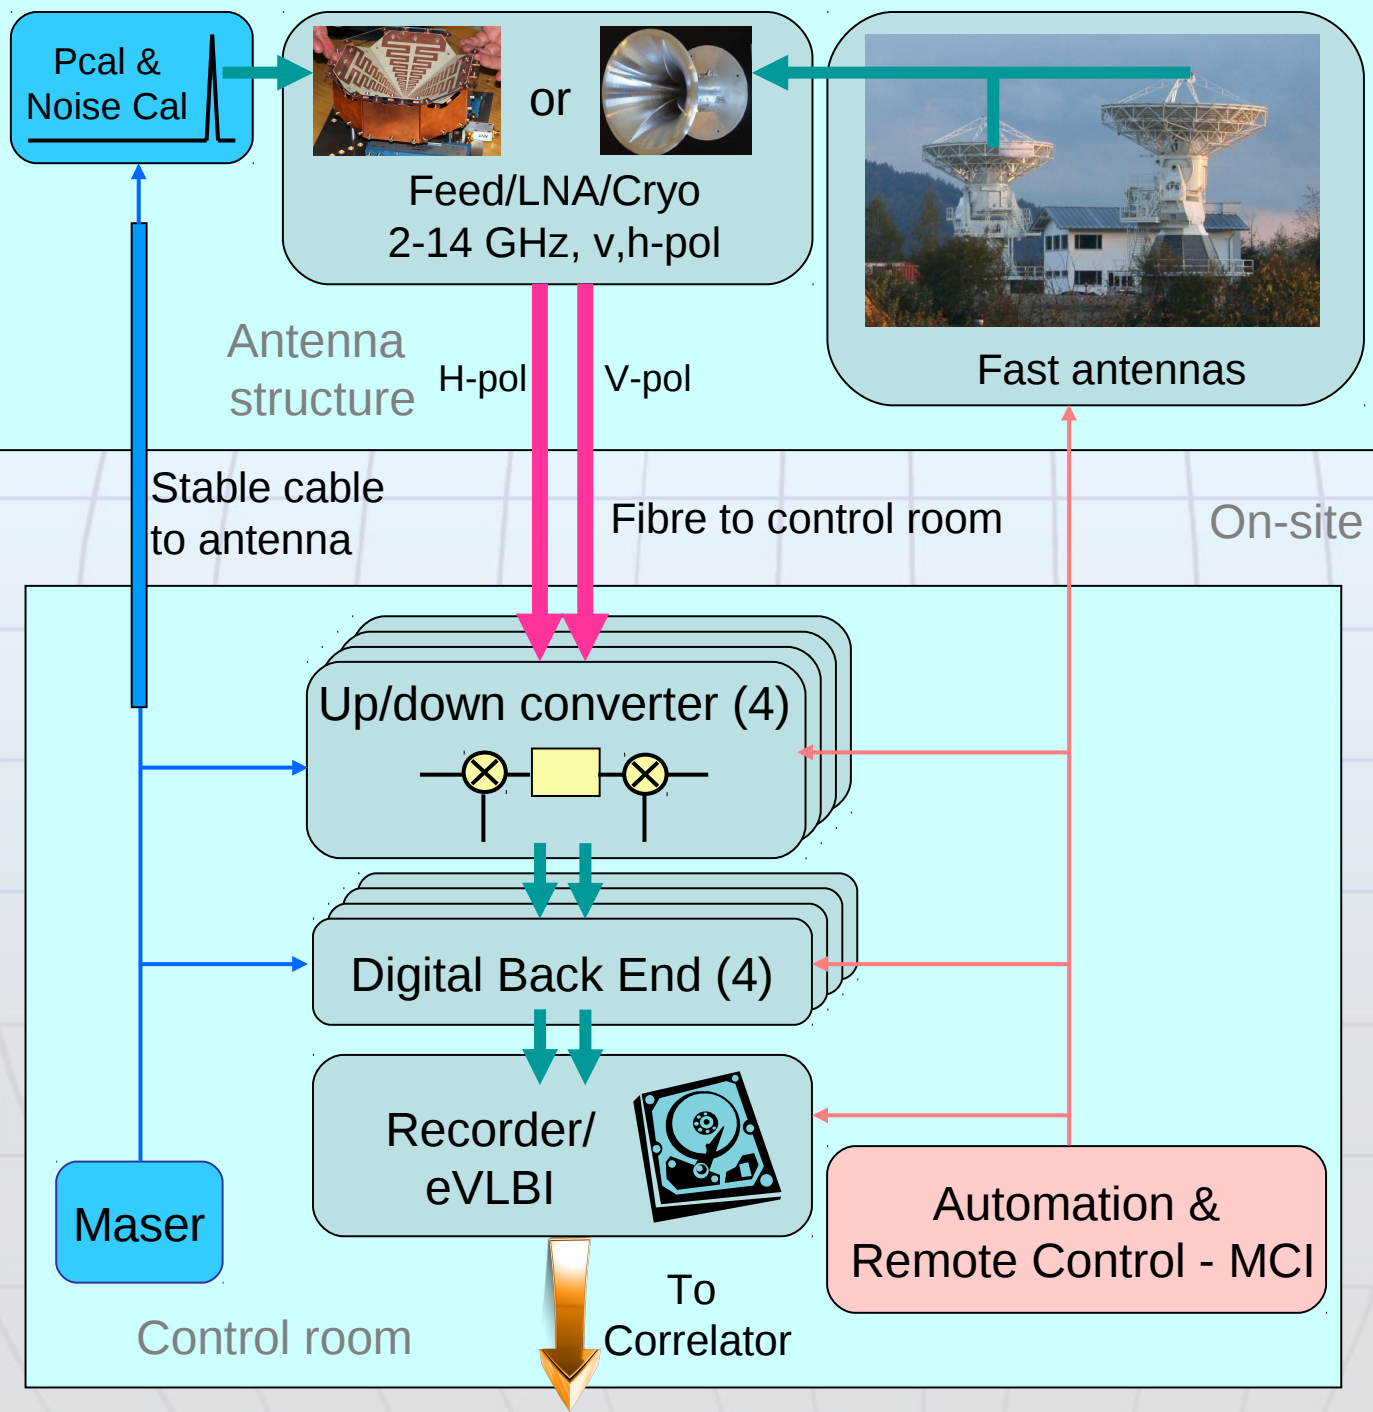 Pcal &
Noise Cal
or
Feed/LNA/Cryo
2-14 GHz, v,h-pol
Fast antennas
Antenna
structure
H-pol
V-pol
Stable cable
to antenna
Fibre to control room
On-site
Up/down converter (4)
Digital Back End (4)
Recorder/
eVLBI
Maser
Automation &
Remote Control - MCI
To
Correlator
Control room